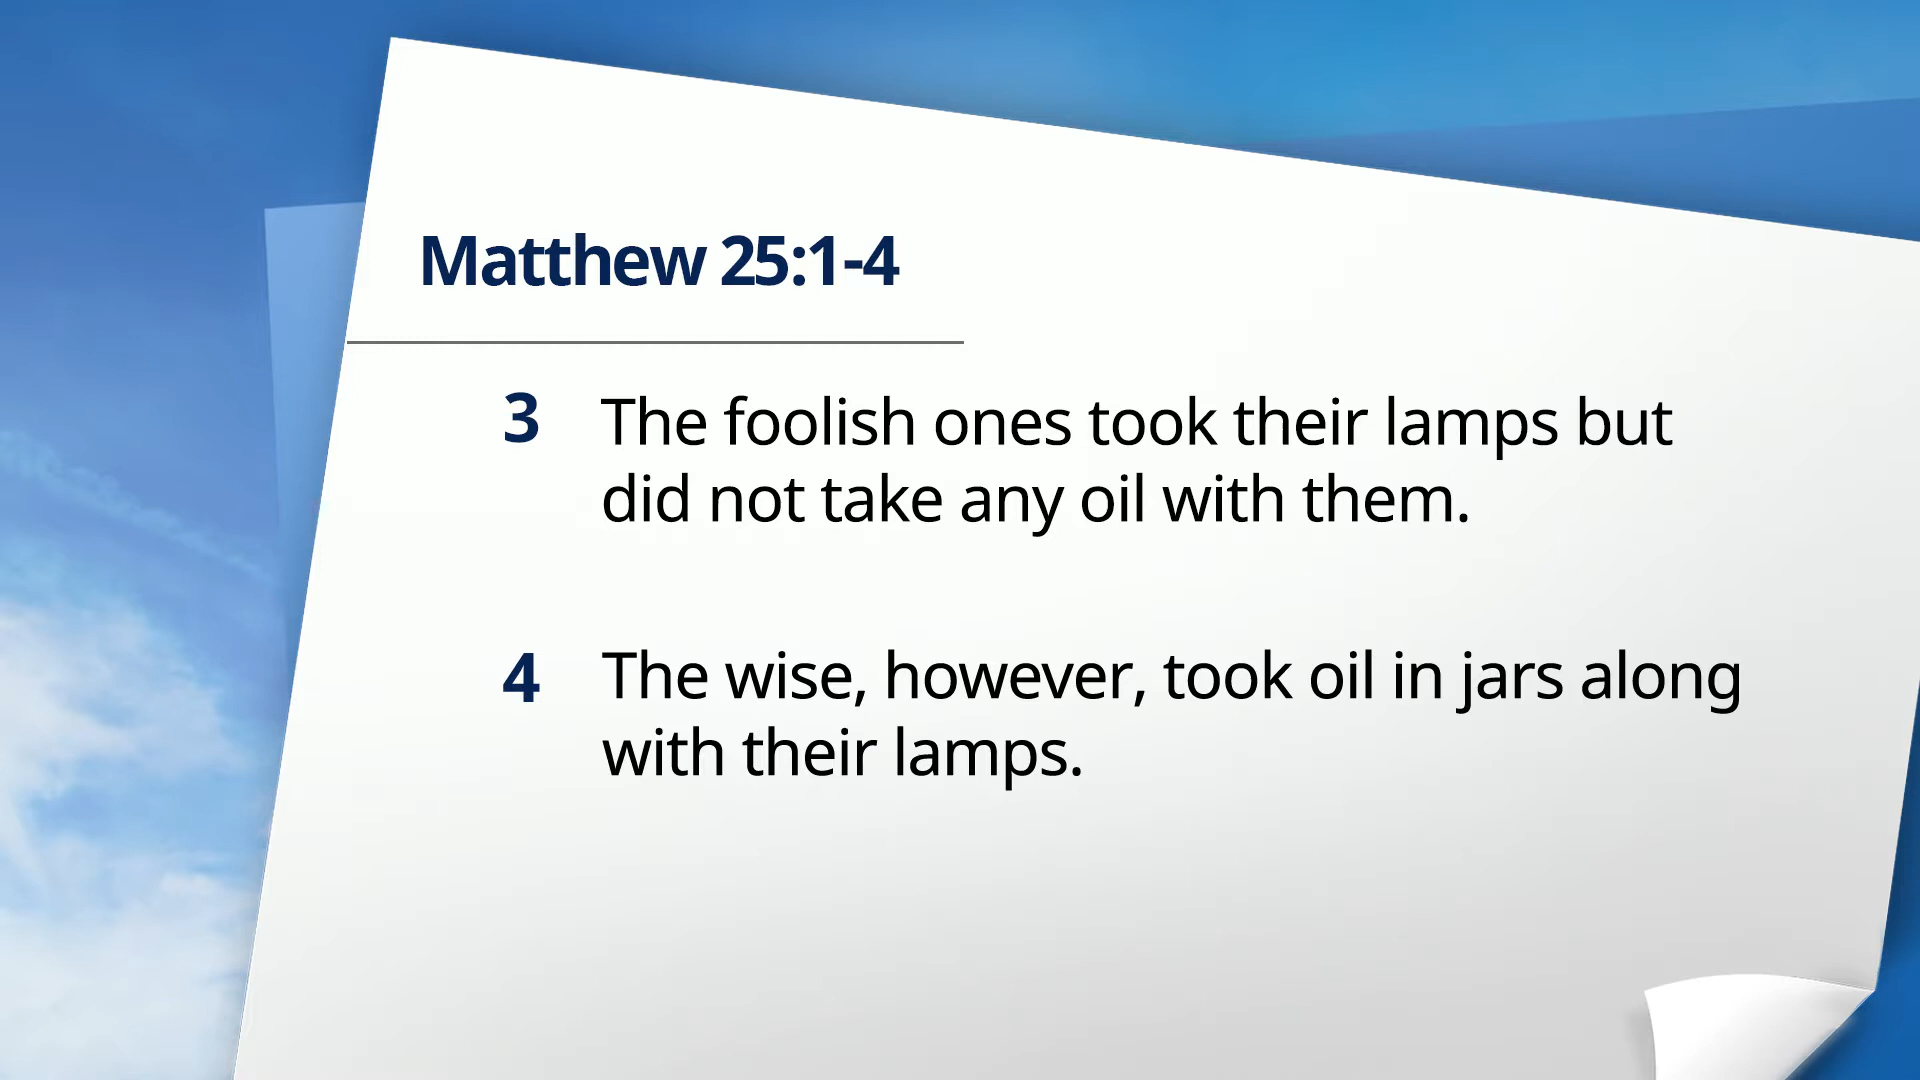 Matthew 25:1-4
3 The foolish ones took their lamps but
did not take any oil with them.
4 The wise, however, took oil in jars along
with their lamps.